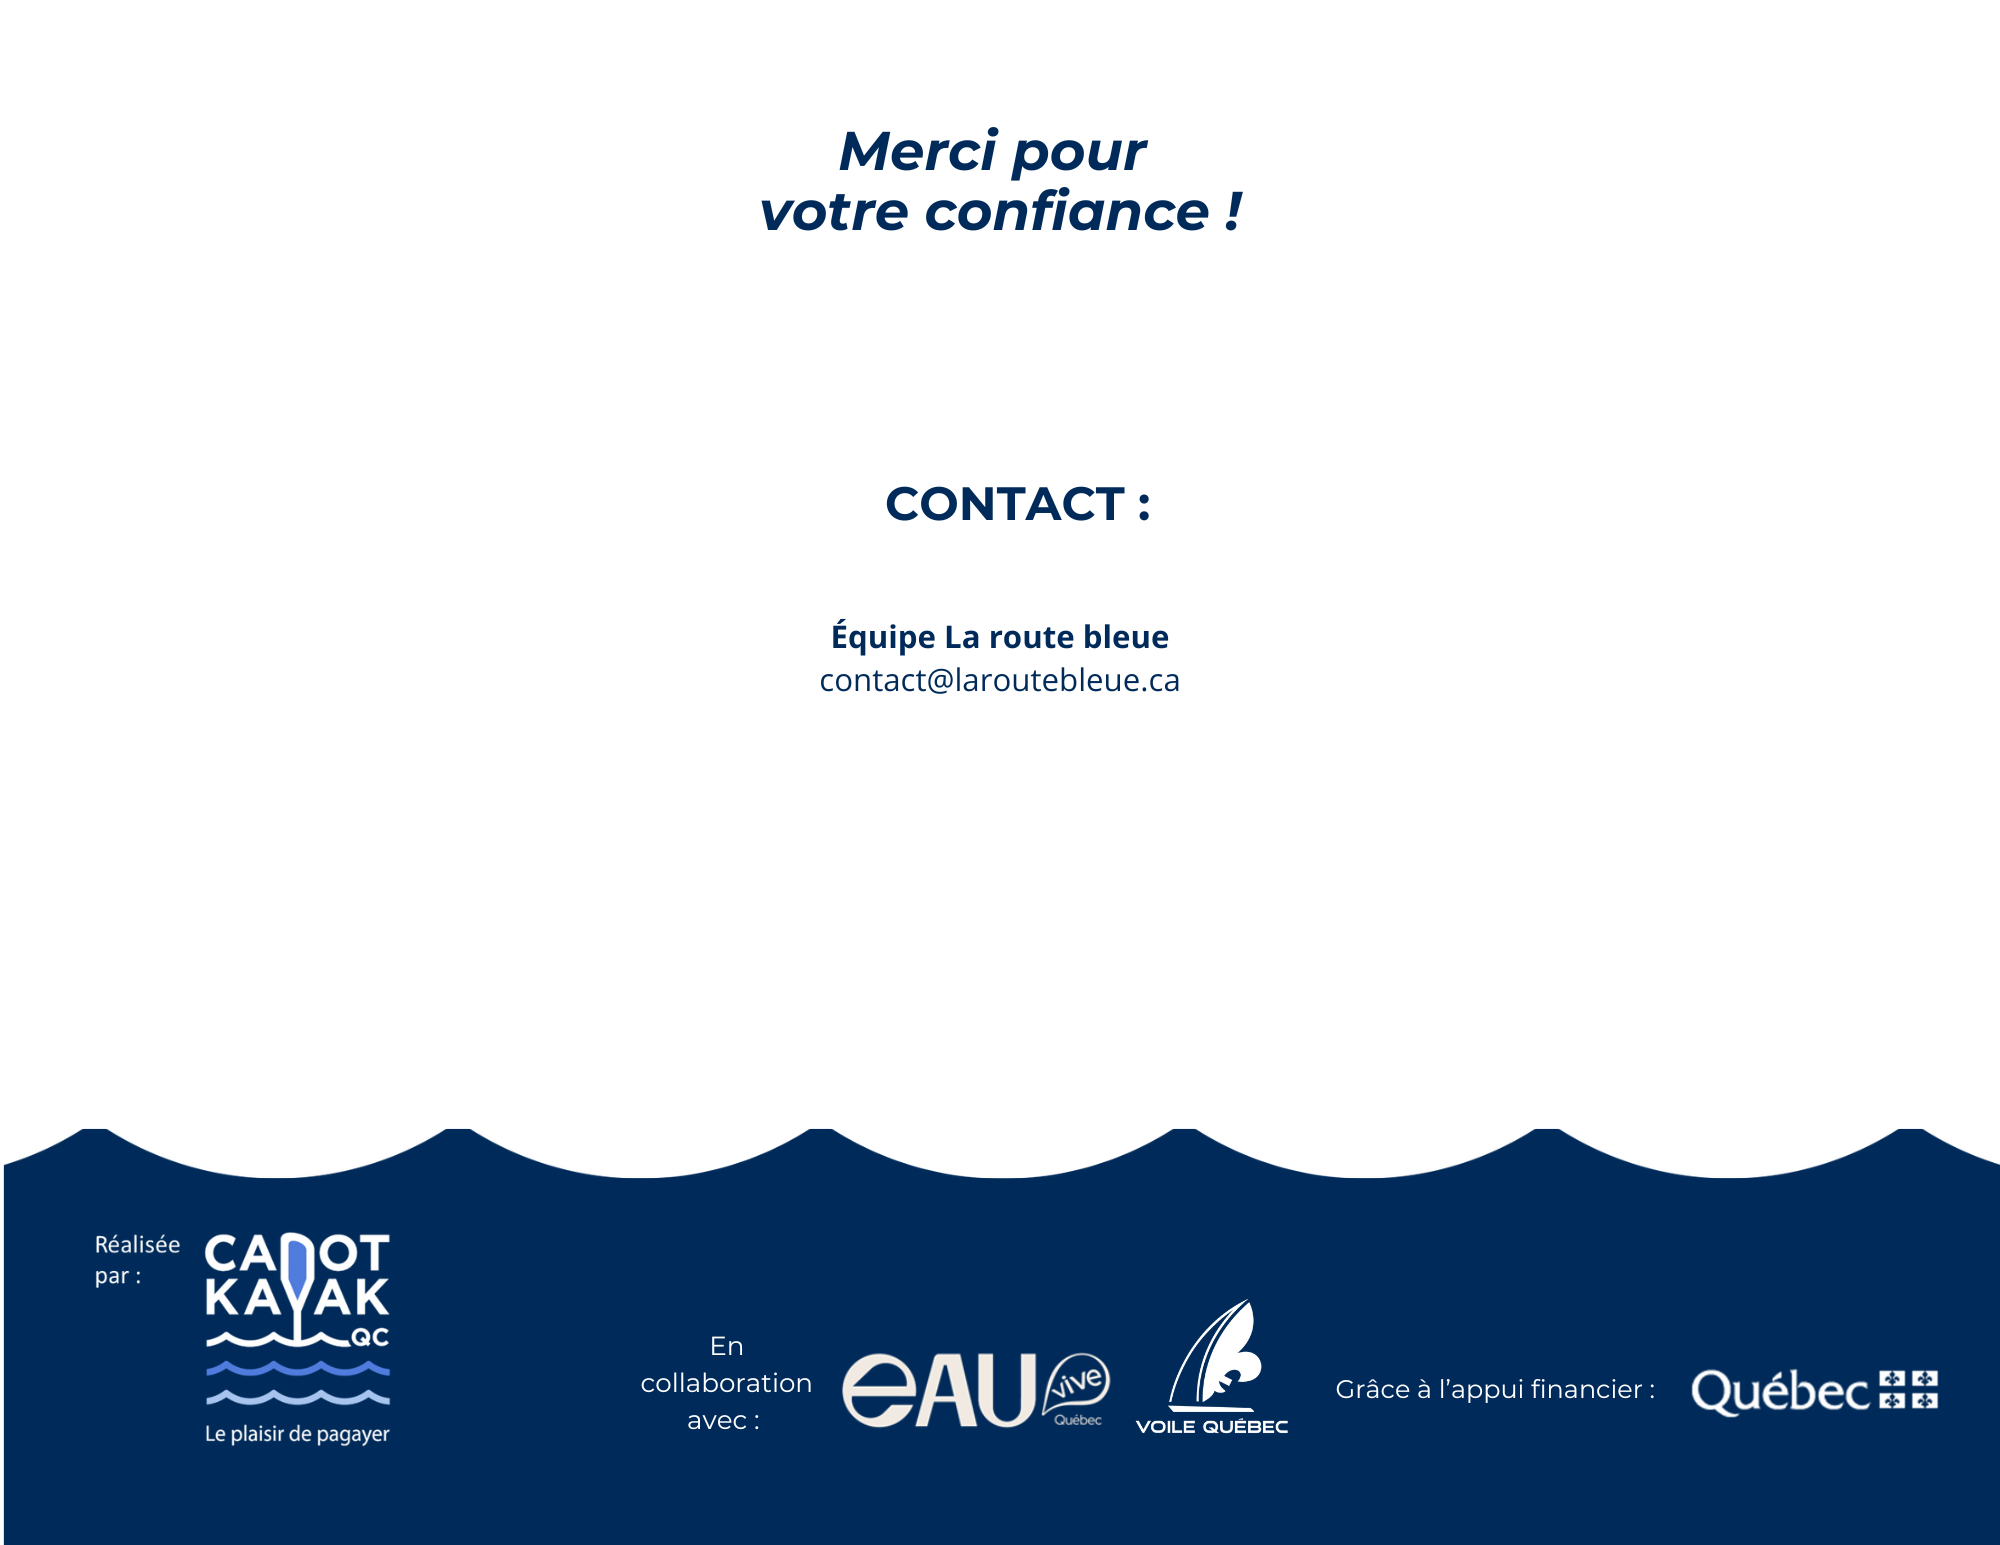 Merci pour
votre confiance !
CONTACT :
Équipe La route bleue
contact@laroutebleue.ca
Réalisée
par :
CANOT
KAYAK
QC
Le plaisir de pagayer
En
collaboration
avec :
eAU
vive
Québec
VOILE QUÉBEC
Grâce à l’appui financier :
Québec